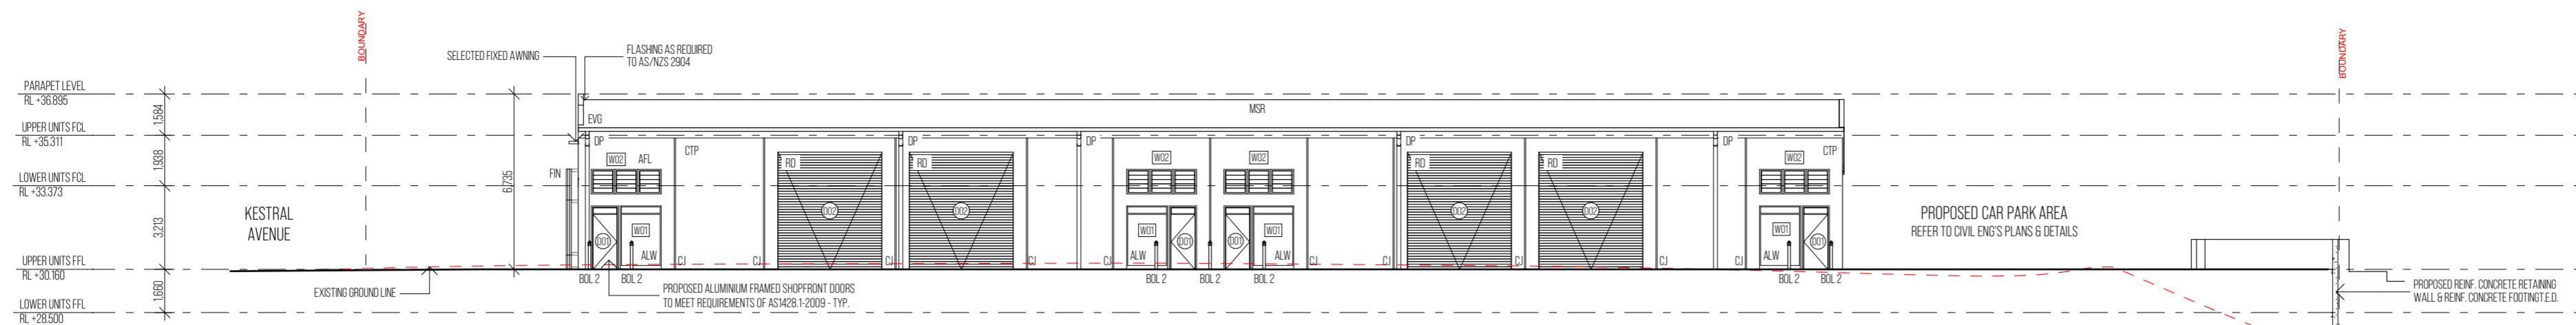 BOUNDARY
BOUNDARY
SELECTED FIXED AWNING
FLASHING AS REQUIRED
TO AS/NZS 2904
PARAPET LEVEL
RL +36.895
1.584
UPPER UNITS FCL
RL +35.311
1.938
LOWER UNITS FCL
RL +33.373
3.213
UPPER UNITS FFL
RL +30.160
1.660
LOWER UNITS FFL
RL +28.500
6.735
KESTRAL
AVENUE
MSR
EVG
DP
DP
DP
DP
DP
W02
AFL
CTP
RD
RD
W02
W02
RD
RD
W02
CTP
FIN
D02
D02
D02
D02
D01
W01
ALW
CJ
CJ
CJ
CJ
CJ
ALW
W01
D01
D01
W01
ALW
CJ
CJ
CJ
CJ
CJ
W01
ALW
D01
BOL 2
BOL 2
BOL 2
BOL 2
BOL 2
BOL 2
BOL 2
EXISTING GROUND LINE
PROPOSED ALUMINIUM FRAMED SHOPFRONT DOORS
TO MEET REQUIREMENTS OF AS1428.1-2009 - TYP.
PROPOSED CAR PARK AREA
REFER TO CIVIL ENG'S PLANS & DETAILS
PROPOSED REINF. CONCRETE RETAINING
WALL & REINF. CONCRETE FOOTINGT.E.D.